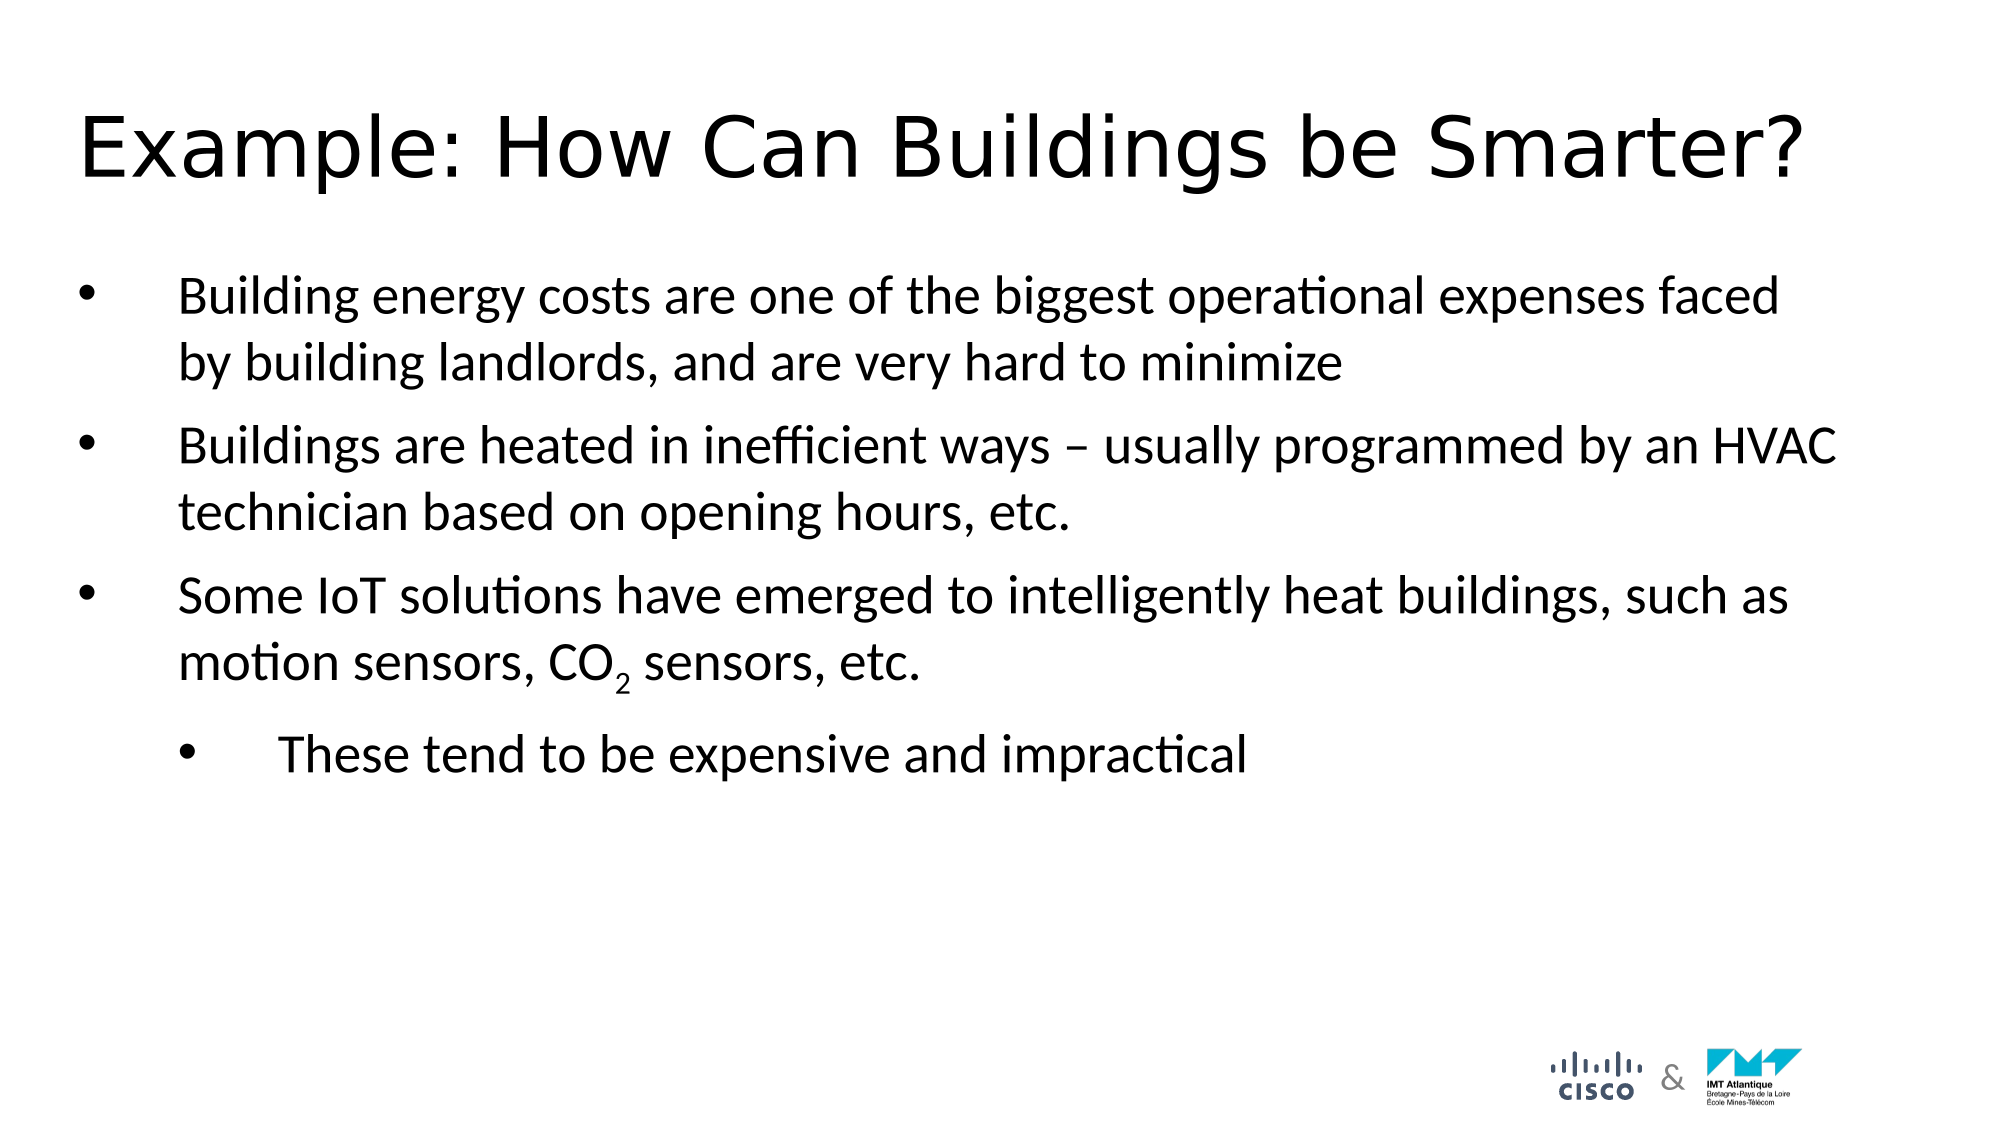 Example: How Can Buildings be Smarter?
• Building energy costs are one of the biggest operational expenses faced
by building landlords, and are very hard to minimize
• Buildings are heated in inefficient ways – usually programmed by an HVAC
technician based on opening hours, etc.
• Some IoT solutions have emerged to intelligently heat buildings, such as
motion sensors, CO₂ sensors, etc.
• These tend to be expensive and impractical
CISCO & IMT Atlantique
Bretagne-Pays de la Loire
École Mines-Télécom